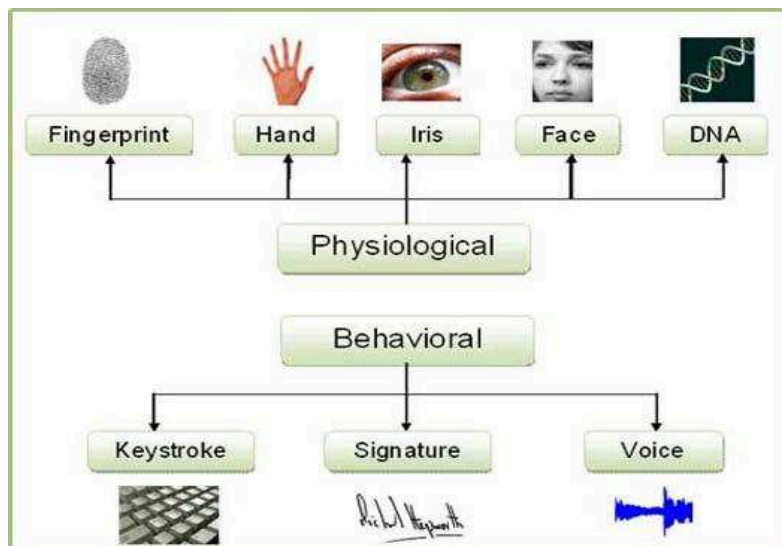 Fingerprint
Hand
Iris
Face
DNA
Physiological
Behavioral
Keystroke
Signature
Voice